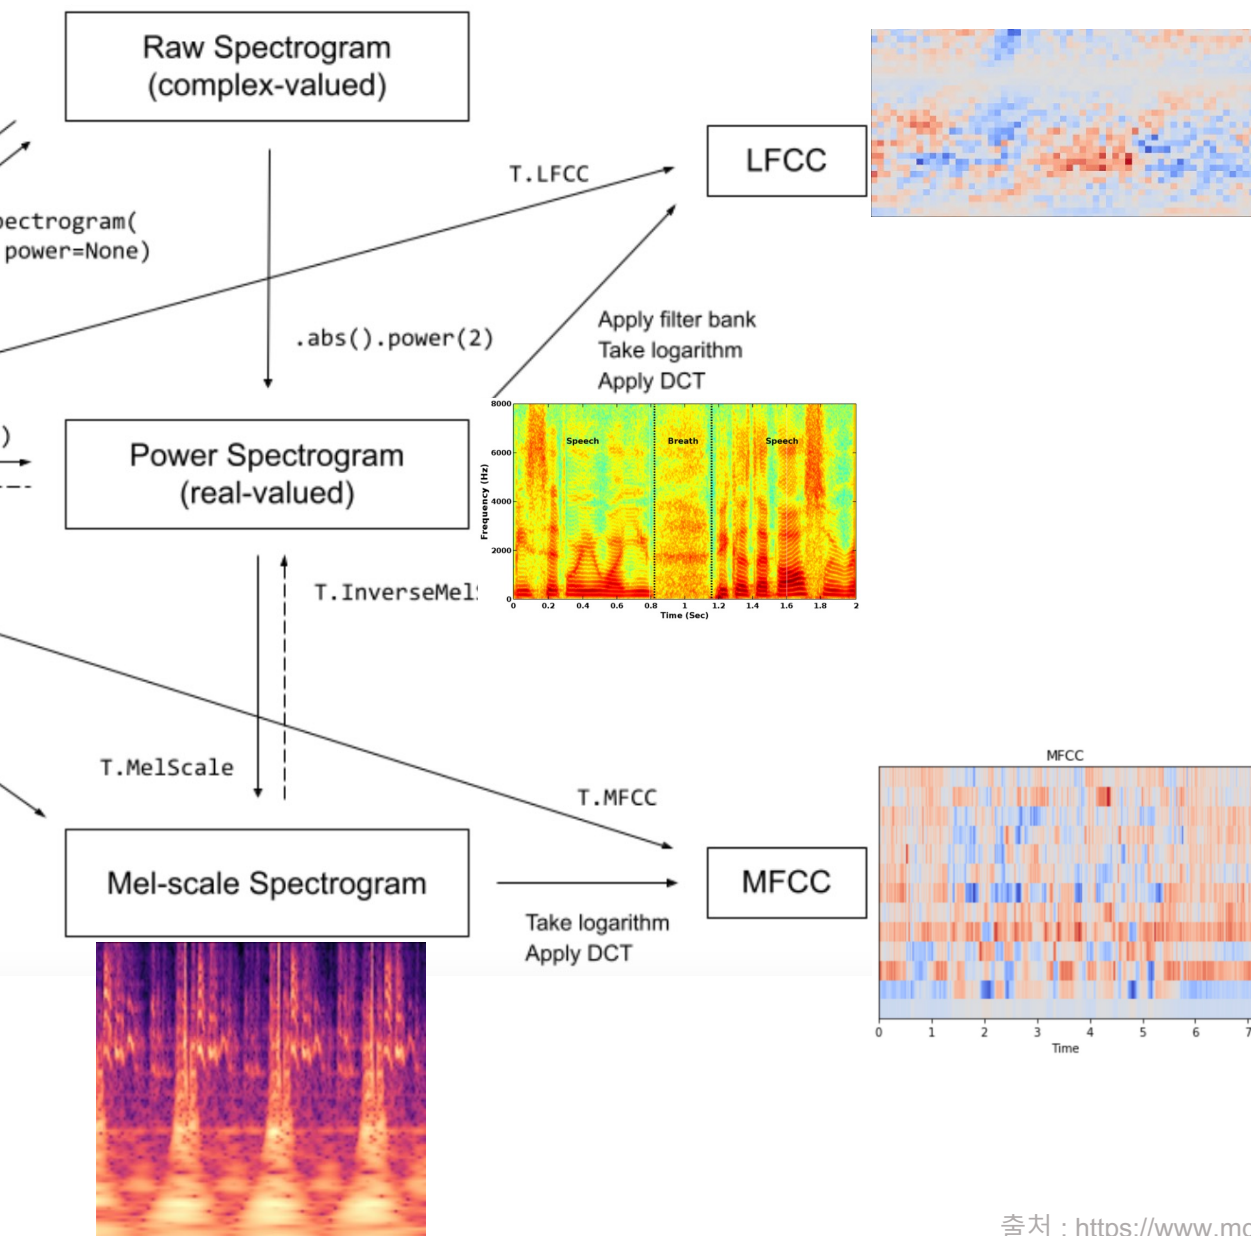 Raw Spectrogram
(complex-valued)
LFCC
T.LFCC
pectrogram(
power=None)
.abs().power(2)
Apply filter bank
Take logarithm
Apply DCT
)
Power Spectrogram
(real-valued)
8000
6000
4000
2000
0
Frequency (Hz)
Speech
Breath
Speech
0 0.2 0.4 0.6 0.8 1 1.2 1.4 1.6 1.8 2
Time (Sec)
T.InverseMel
T.MelScale
T.MFCC
Mel-scale Spectrogram
Take logarithm
Apply DCT
MFCC
MFCC
0 1 2 3 4 5 6 7
Time
출처 : https://www.mo